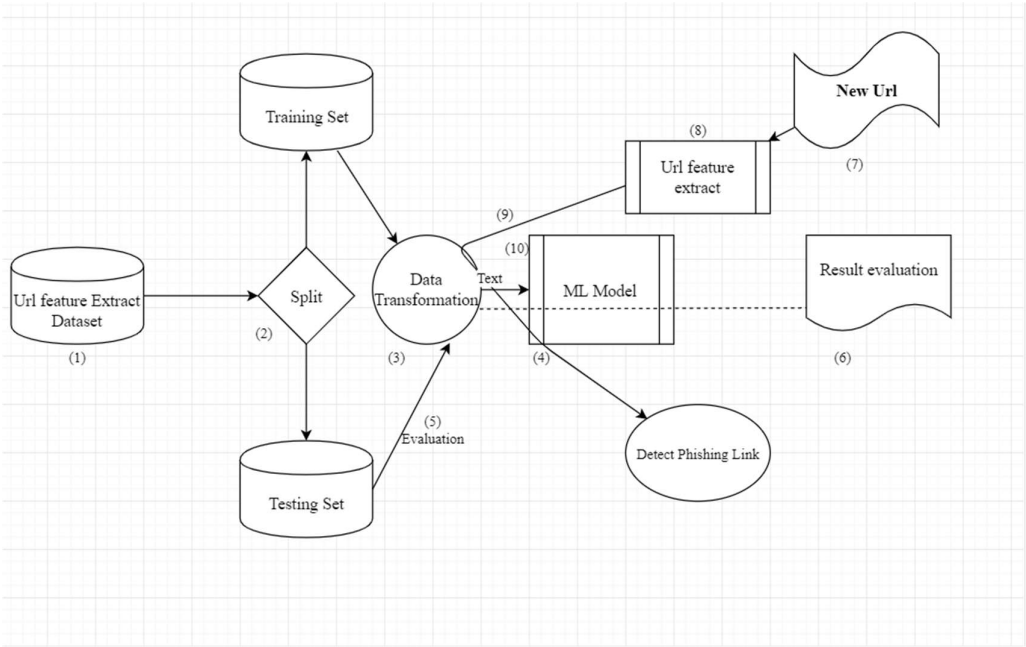 Training Set
New Url
(7)
(8)
Url feature
extract
(9)
(10)
Url feature Extract
Dataset
(1)
Split
(2)
Data
Transformation
(3)
Text
ML Model
(4)
Result evaluation
(6)
(5)
Evaluation
Testing Set
Detect Phishing Link